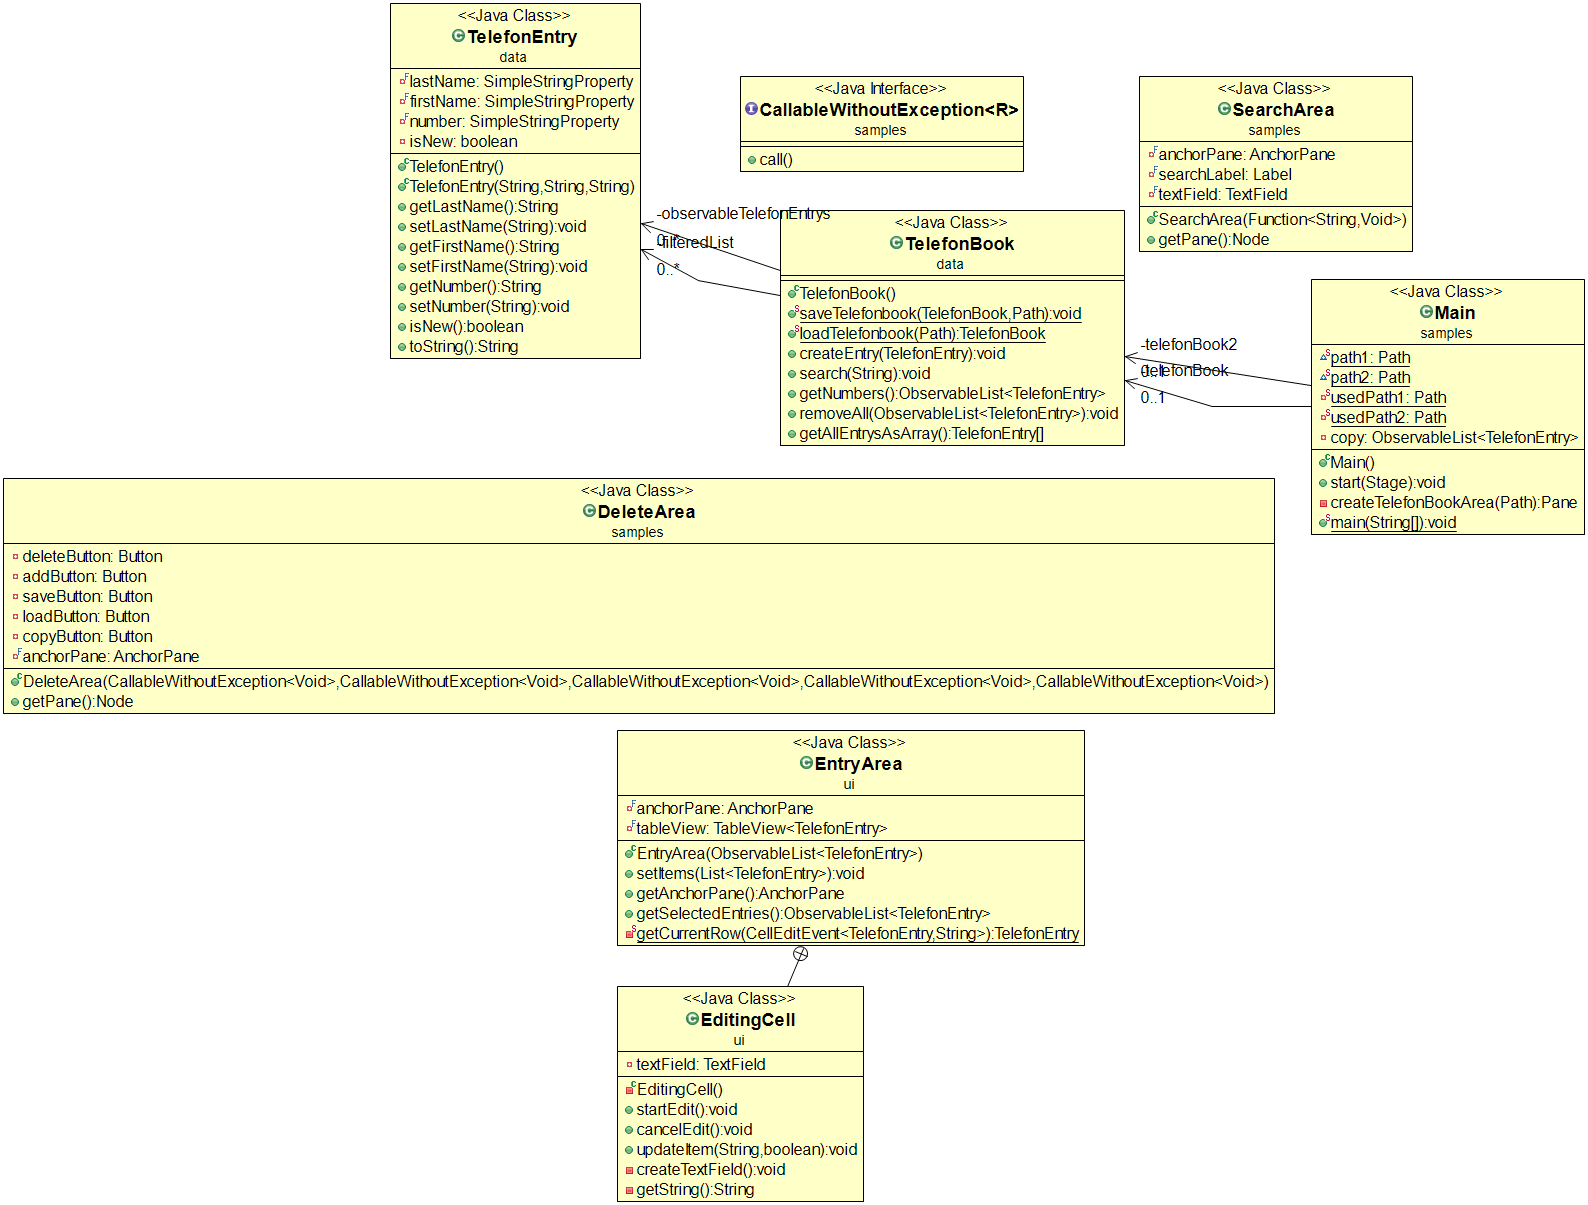 <<Java Class>>
TelefonEntry
data
lastName: SimpleStringProperty
firstName: SimpleStringProperty
number: SimpleStringProperty
isNew: boolean
TelefonEntry()
TelefonEntry(String,String,String)
getLastName():String
setLastName(String):void
getFirstName():String
setFirstName(String):void
getNumber():String
setNumber(String):void
isNew():boolean
toString():String
<<Java Interface>>
CallableWithoutException<R>
samples
call()
<<Java Class>>
SearchArea
samples
anchorPane: AnchorPane
searchLabel: Label
textField: TextField
SearchArea(Function<String,Void>)
getPane():Node
-observableTelefonEntrys
0..*
-filteredList
0..*
<<Java Class>>
TelefonBook
data
TelefonBook()
saveTelefonbook(TelefonBook,Path):void
loadTelefonbook(Path):TelefonBook
createEntry(TelefonEntry):void
search(String):void
getNumbers():ObservableList<TelefonEntry>
removeAll(ObservableList<TelefonEntry>):void
getAllEntrysAsArray():TelefonEntry[]
-telefonBook2
0..1
-telefonBook
0..1
<<Java Class>>
Main
samples
path1: Path
path2: Path
usedPath1: Path
usedPath2: Path
copy: ObservableList<TelefonEntry>
Main()
start(Stage):void
createTelefonBookArea(Path):Pane
main(String[]):void
<<Java Class>>
DeleteArea
samples
deleteButton: Button
addButton: Button
saveButton: Button
loadButton: Button
copyButton: Button
anchorPane: AnchorPane
DeleteArea(CallableWithoutException<Void>,CallableWithoutException<Void>,CallableWithoutException<Void>,CallableWithoutException<Void>,CallableWithoutException<Void>)
getPane():Node
<<Java Class>>
EntryArea
ui
anchorPane: AnchorPane
tableView: TableView<TelefonEntry>
EntryArea(ObservableList<TelefonEntry>)
setItems(List<TelefonEntry>):void
getAnchorPane():AnchorPane
getSelectedEntries():ObservableList<TelefonEntry>
getCurrentRow(CellEditEvent<TelefonEntry,String>):TelefonEntry
<<Java Class>>
EditingCell
ui
textField: TextField
EditingCell()
startEdit():void
cancelEdit():void
updateItem(String,boolean):void
createTextField():void
getString():String